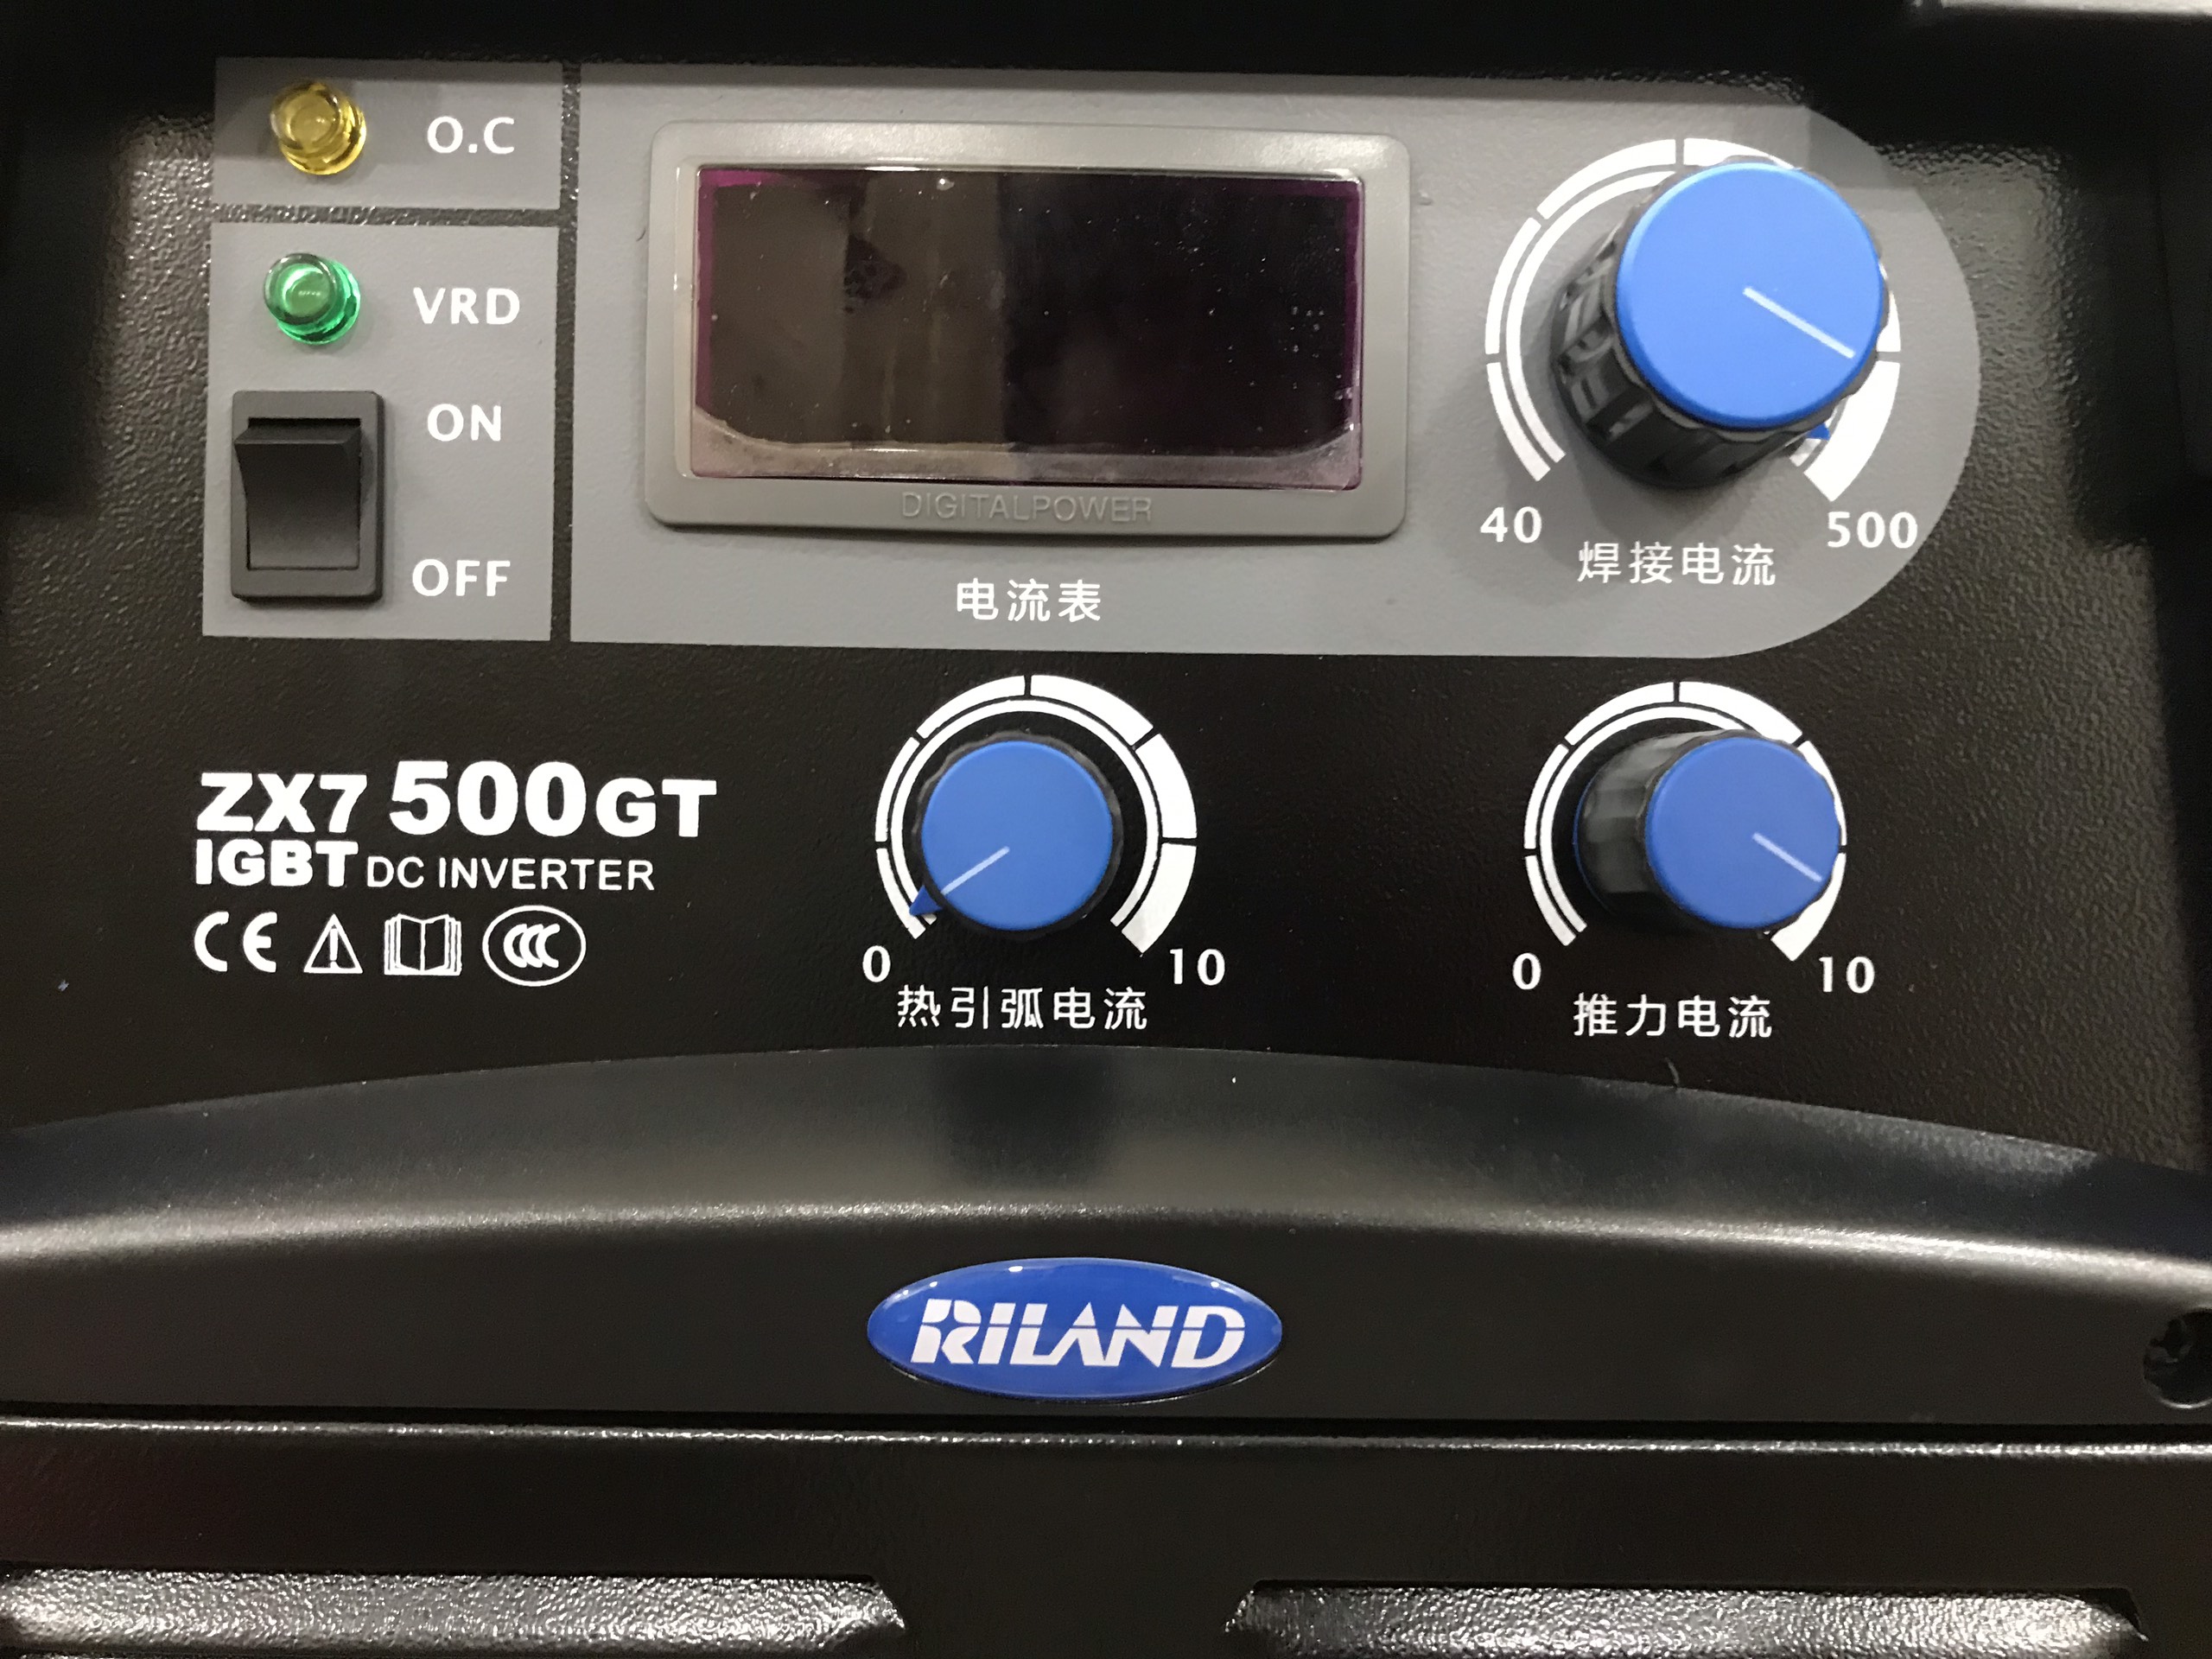 O.C
VRD
ON
OFF
DIGITALPOWER
电流表
40
500
焊接电流
ZX7 500GT
IGBT DC INVERTER
CE
CCC
0
10
热引弧电流
0
10
推力电流
RILAND